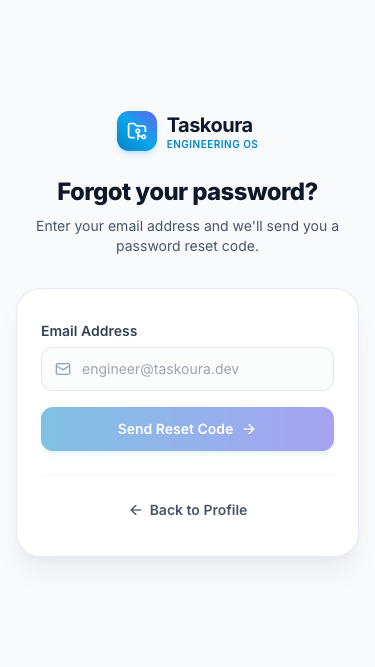 Taskoura
ENGINEERING OS
Forgot your password?
Enter your email address and we'll send you a
password reset code.
Email Address
engineer@taskoura.dev
Send Reset Code →
← Back to Profile